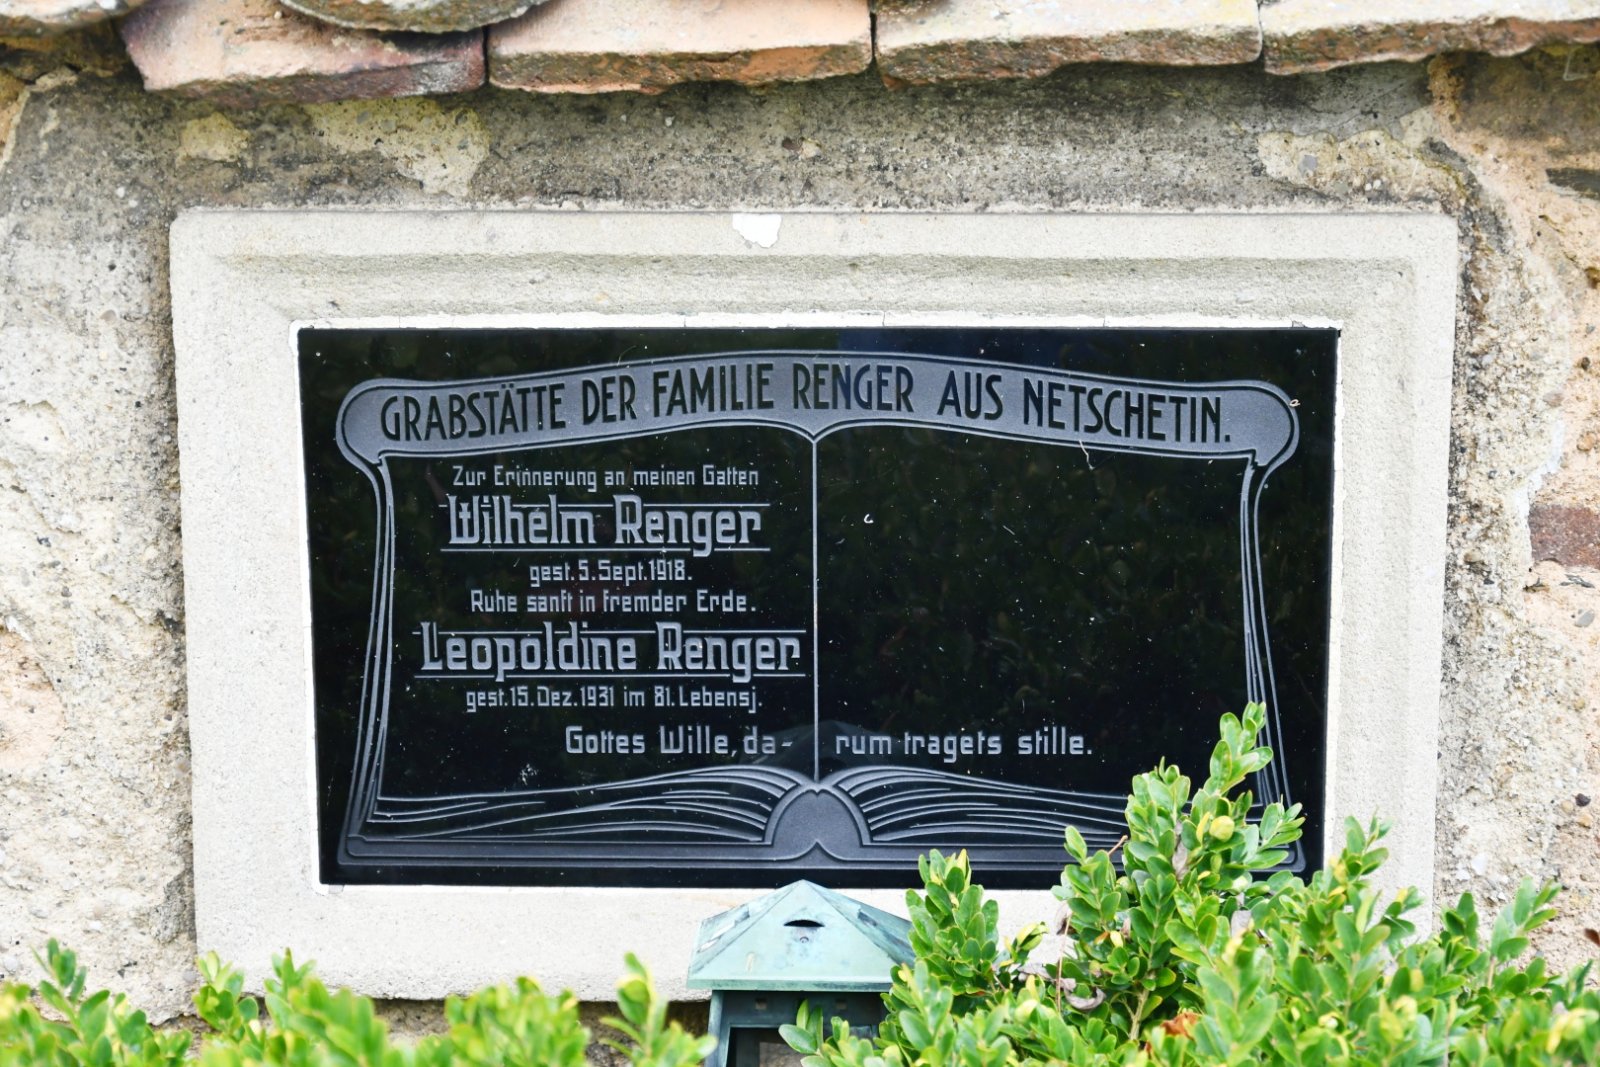 GRABSTÄTTE DER FAMILIE RENGER AUS NETSCHETIN.
Zur Erinnerung an meinen Gatten
Wilhelm Renger
gest. 5. Sept. 1918.
Ruhe sanft in fremder Erde.
Leopoldine Renger
gest. 15. Dez. 1931 im 81. Lebensj.
Gottes Wille, da- rum tragets stille.